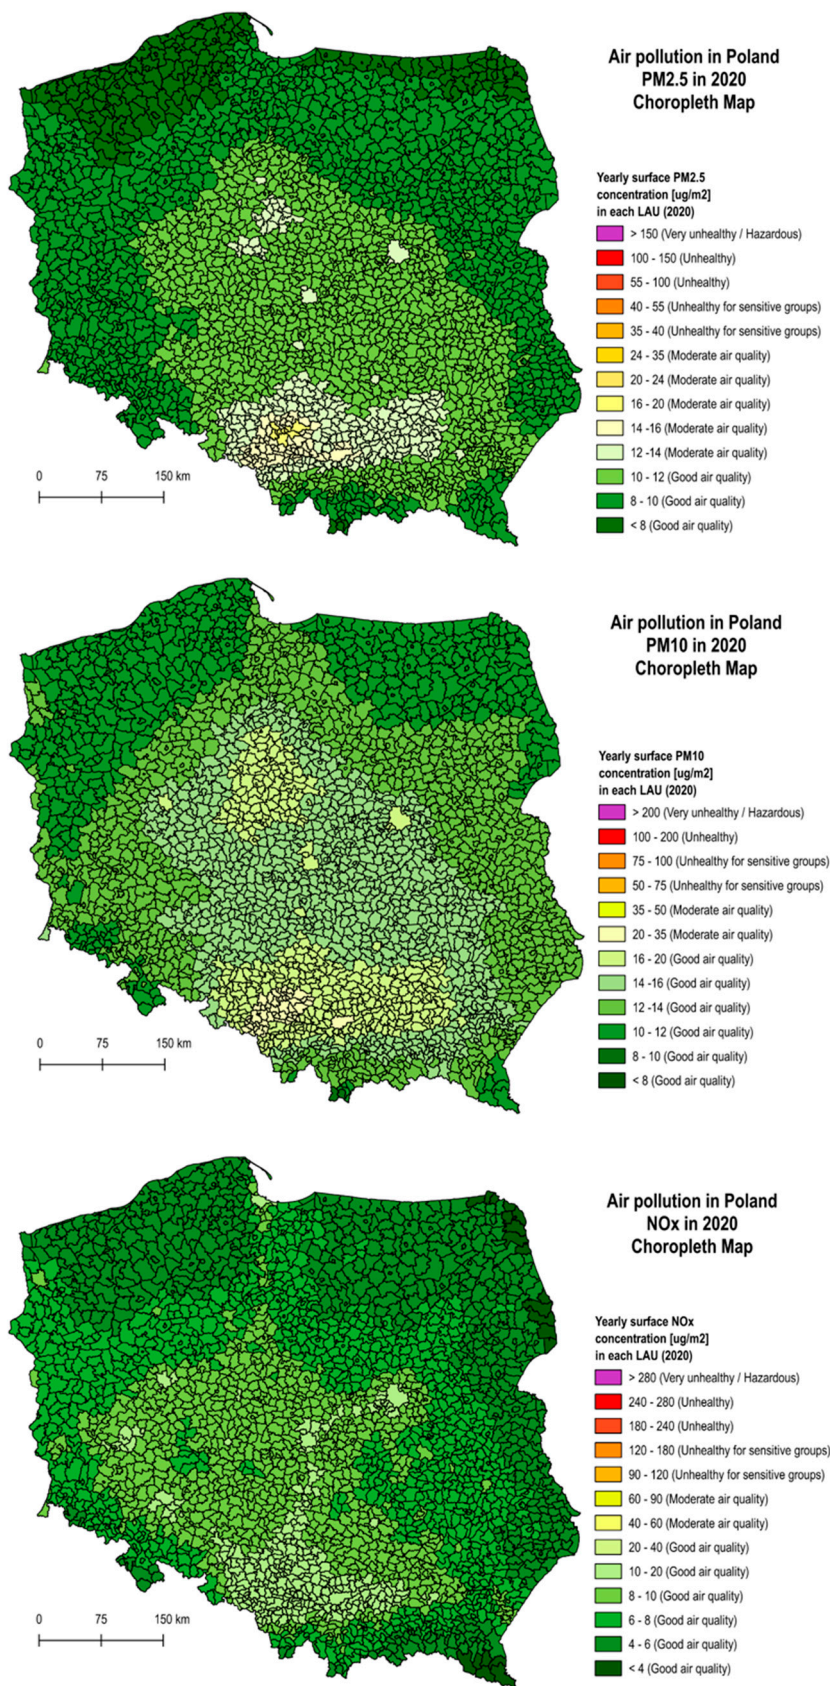 Air pollution in Poland
PM2.5 in 2020
Choropleth Map
Yearly surface PM2.5
concentration [ug/m2]
in each LAU (2020)
> 150 (Very unhealthy / Hazardous)
100 - 150 (Unhealthy)
55 - 100 (Unhealthy)
40 - 55 (Unhealthy for sensitive groups)
35 - 40 (Unhealthy for sensitive groups)
24 - 35 (Moderate air quality)
20 - 24 (Moderate air quality)
16 - 20 (Moderate air quality)
14 -16 (Moderate air quality)
12 -14 (Moderate air quality)
10 - 12 (Good air quality)
8 - 10 (Good air quality)
< 8 (Good air quality)
0 75 150 km
Air pollution in Poland
PM10 in 2020
Choropleth Map
Yearly surface PM10
concentration [ug/m2]
in each LAU (2020)
> 200 (Very unhealthy / Hazardous)
100 - 200 (Unhealthy)
75 - 100 (Unhealthy for sensitive groups)
50 - 75 (Unhealthy for sensitive groups)
35 - 50 (Moderate air quality)
20 - 35 (Moderate air quality)
16 - 20 (Good air quality)
14 -16 (Good air quality)
12 -14 (Good air quality)
10 - 12 (Good air quality)
8 - 10 (Good air quality)
< 8 (Good air quality)
0 75 150 km
Air pollution in Poland
NOx in 2020
Choropleth Map
Yearly surface NOx
concentration [ug/m2]
in each LAU (2020)
> 280 (Very unhealthy / Hazardous)
240 - 280 (Unhealthy)
180 - 240 (Unhealthy)
120 - 180 (Unhealthy for sensitive groups)
90 - 120 (Unhealthy for sensitive groups)
60 - 90 (Moderate air quality)
40 - 60 (Moderate air quality)
20 - 40 (Good air quality)
10 - 20 (Good air quality)
8 - 10 (Good air quality)
6 - 8 (Good air quality)
4 - 6 (Good air quality)
< 4 (Good air quality)
0 75 150 km